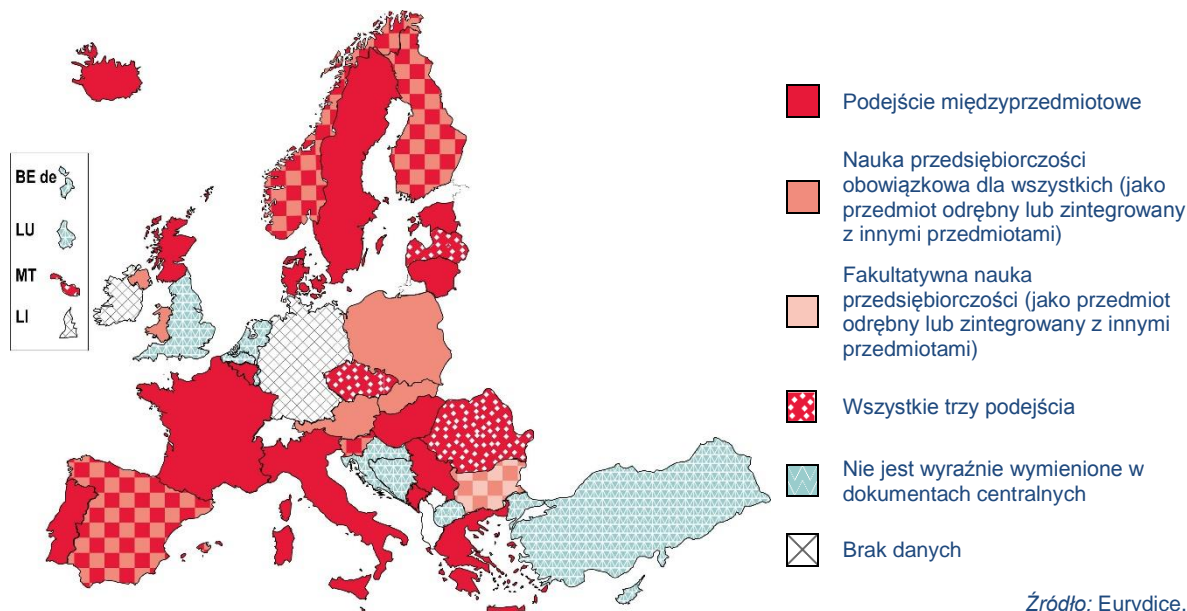 BE de
LU
MT
LI
Podejście międzyprzedmiotowe
Nauka przedsiębiorczości
obowiązkowa dla wszystkich (jako
przedmiot odrębny lub zintegrowany
z innymi przedmiotami)
Fakultatywna nauka
przedsiębiorczości (jako przedmiot
odrębny lub zintegrowany z innymi
przedmiotami)
Wszystkie trzy podejścia
Nie jest wyraźnie wymienione w
dokumentach centralnych
Brak danych
Źródło: Eurydice.